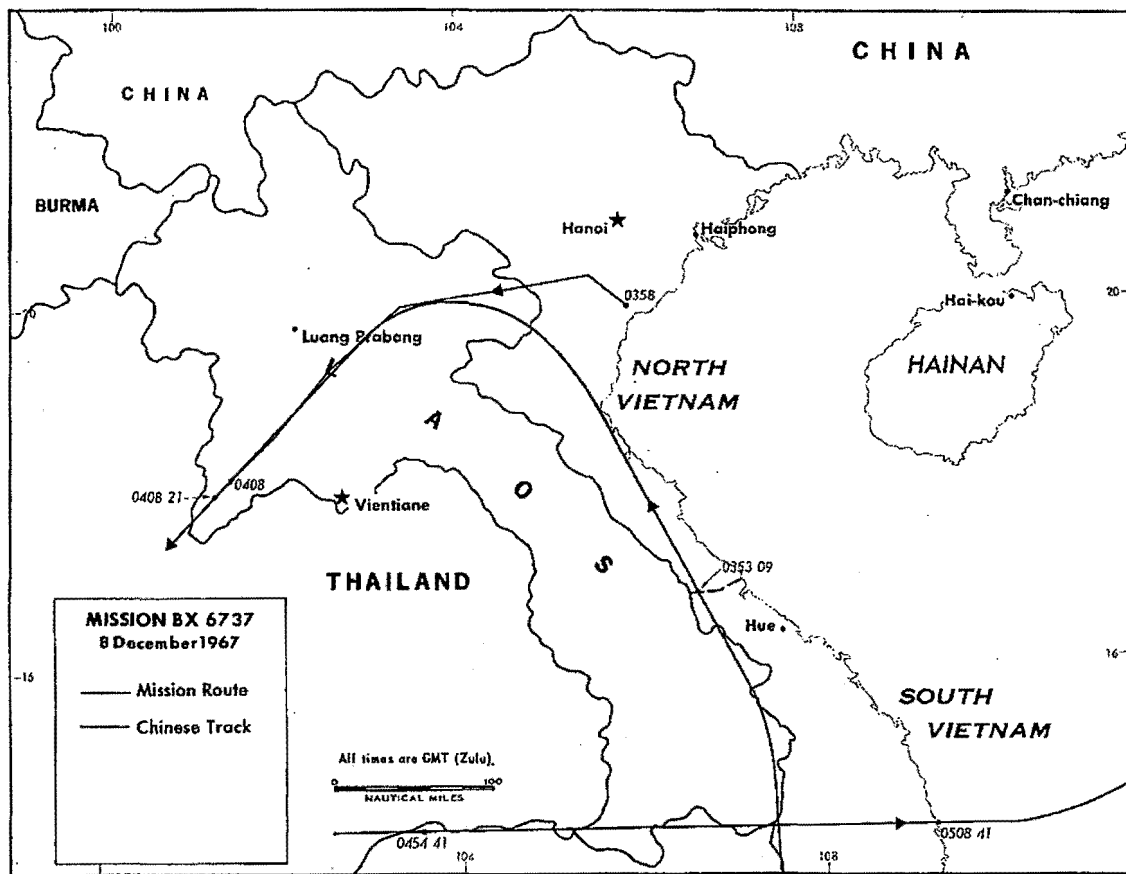 100
104
108
CHINA
CHINA
BURMA
Hanoi
Haiphong
Chan-chiang
0358
Hai-kou
20
Luang Prabang
NORTH
VIETNAM
HAINAN
A
O
S
0408 21
0408
Vientiane
0353 09
THAILAND
Hue
16
MISSION BX 6737
8 December 1967
Mission Route
Chinese Track
15
SOUTH
VIETNAM
All times are GMT (Zulu).
0
100
NAUTICAL MILES
0454 41
0508 41
104
108